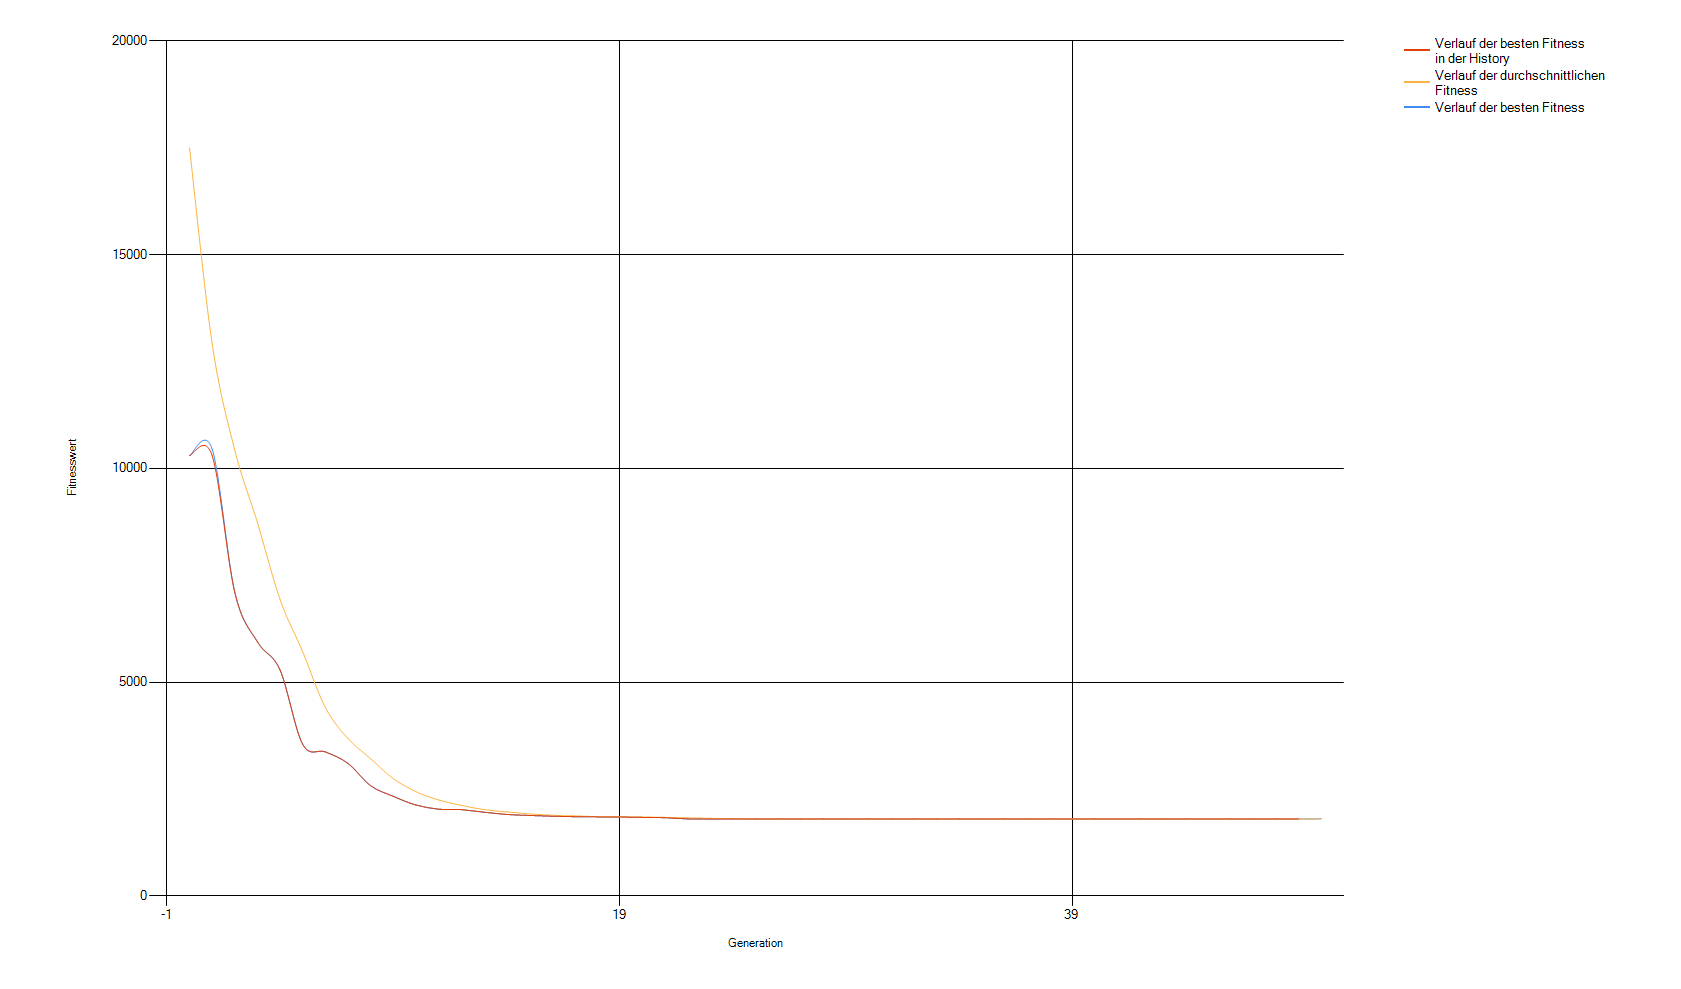 20000
15000
10000
5000
0
-1
19
39
Fitnesswert
Generation
Verlauf der besten Fitness
in der History
Verlauf der durchschnittlichen
Fitness
Verlauf der besten Fitness